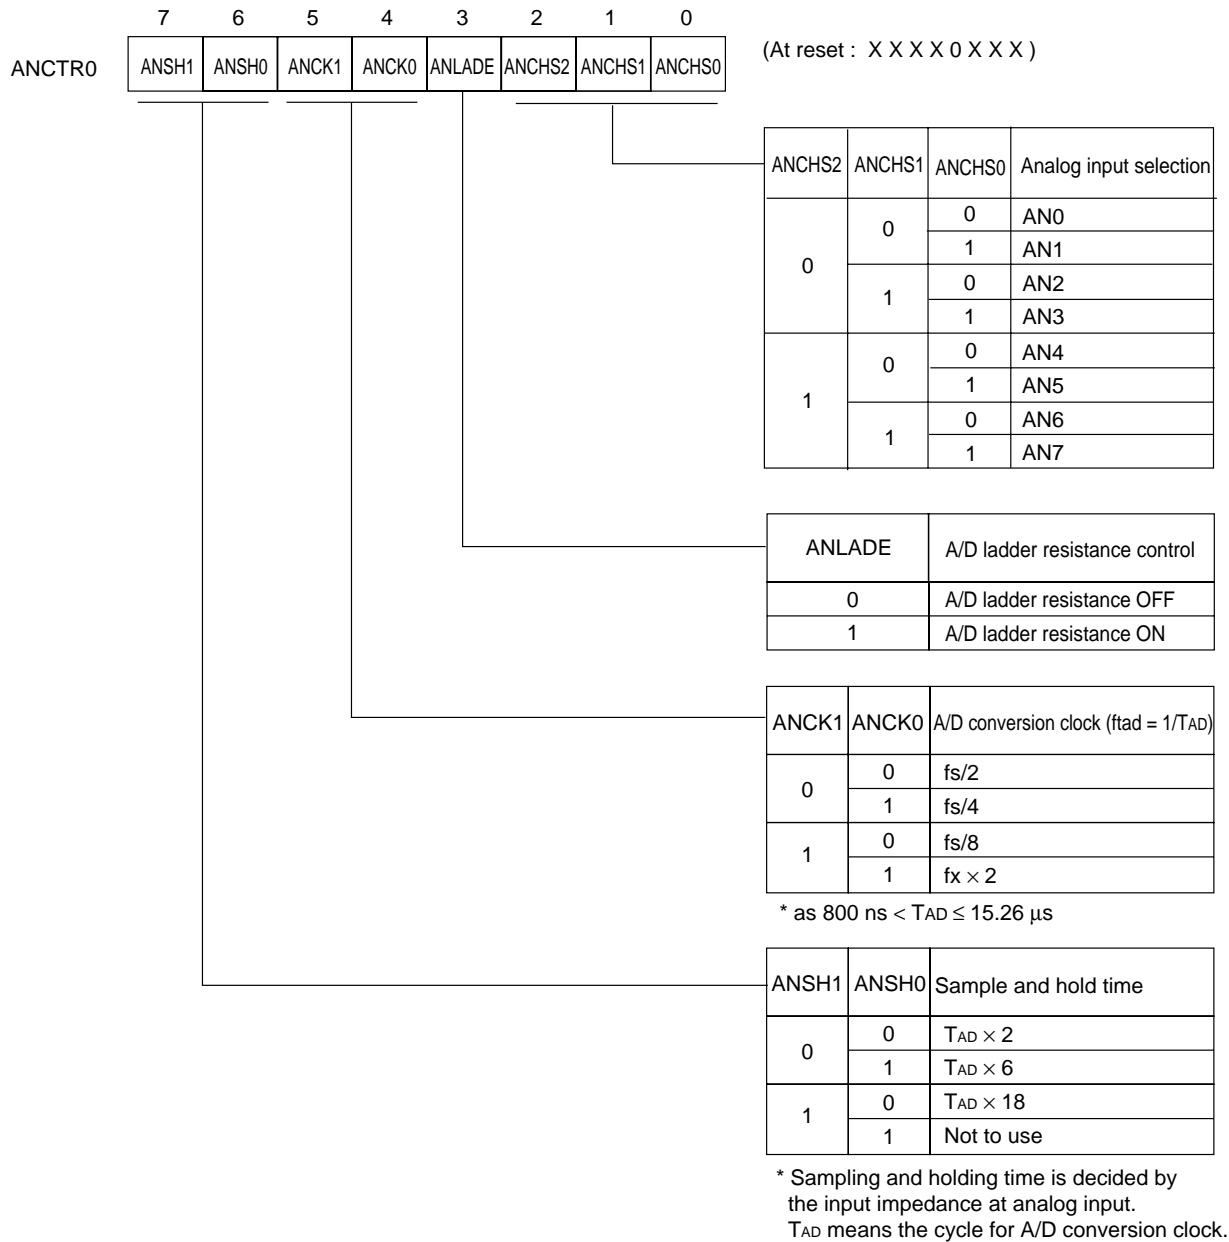 7 6 5 4 3 2 1 0
ANCTR0 ANSH1 ANSH0 ANCK1 ANCK0 ANLADE ANCHS2 ANCHS1 ANCHS0 (At reset : X X X X 0 X X X )
ANCHS2 ANCHS1 ANCHS0 Analog input selection
0 0 0 AN0
1 AN1
1 0 AN2
1 AN3
1 0 0 AN4
1 AN5
1 0 AN6
1 AN7
ANLADE A/D ladder resistance control
0 A/D ladder resistance OFF
1 A/D ladder resistance ON
ANCK1 ANCK0 A/D conversion clock (ftad = 1/TAD)
0 0 fs/2
1 fs/4
1 0 fs/8
1 fx × 2
* as 800 ns < TAD ≤ 15.26 μs
ANSH1 ANSH0 Sample and hold time
0 0 TAD × 2
1 TAD × 6
1 0 TAD × 18
1 Not to use
* Sampling and holding time is decided by
the input impedance at analog input.
TAD means the cycle for A/D conversion clock.